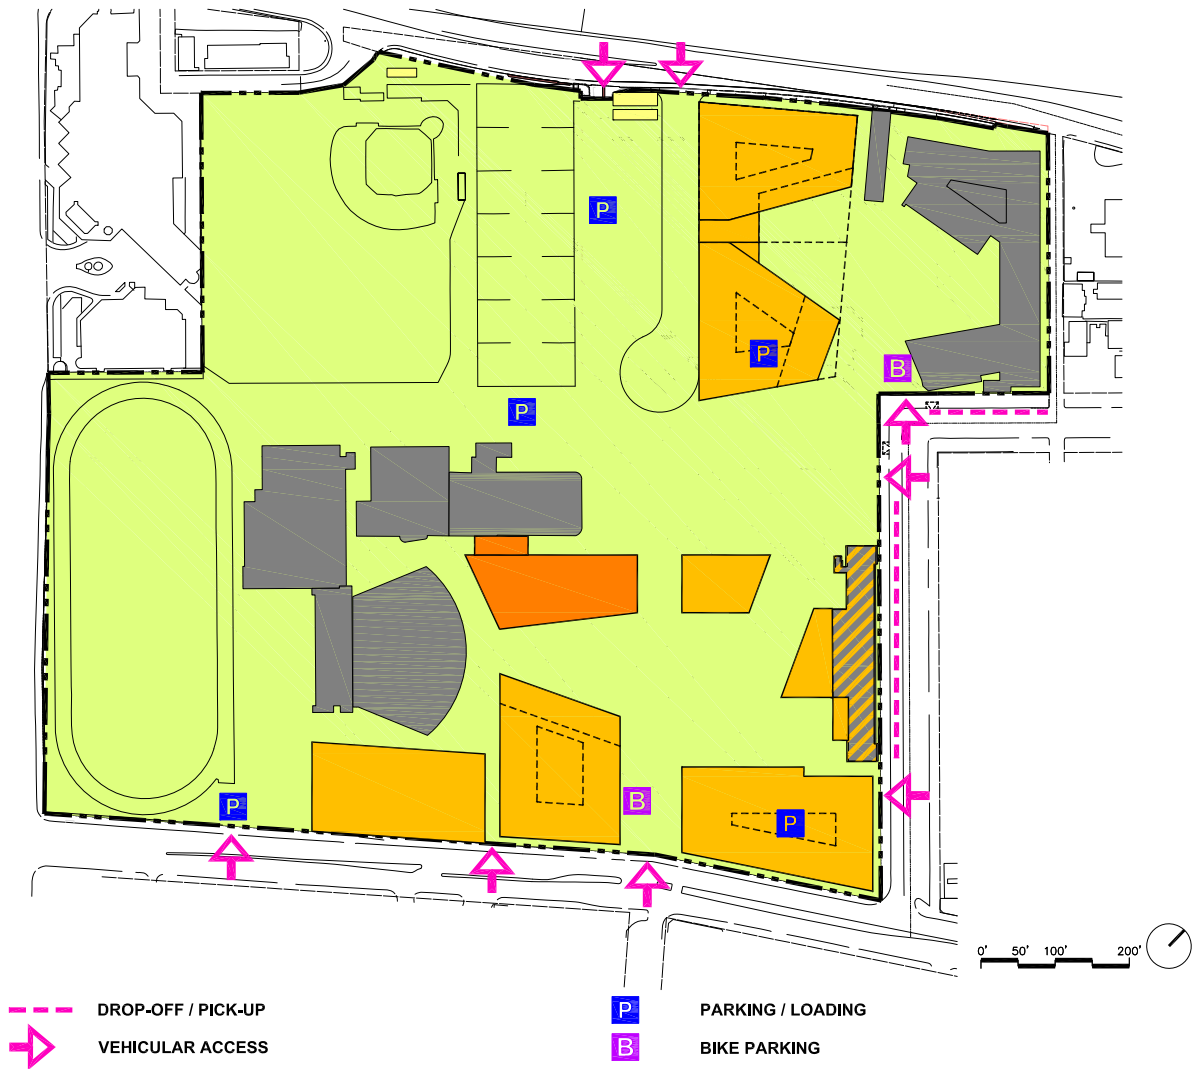 P
P
B
P
P
B
P
0' 50' 100' 200'
DROP-OFF / PICK-UP
P PARKING / LOADING
VEHICULAR ACCESS
B BIKE PARKING